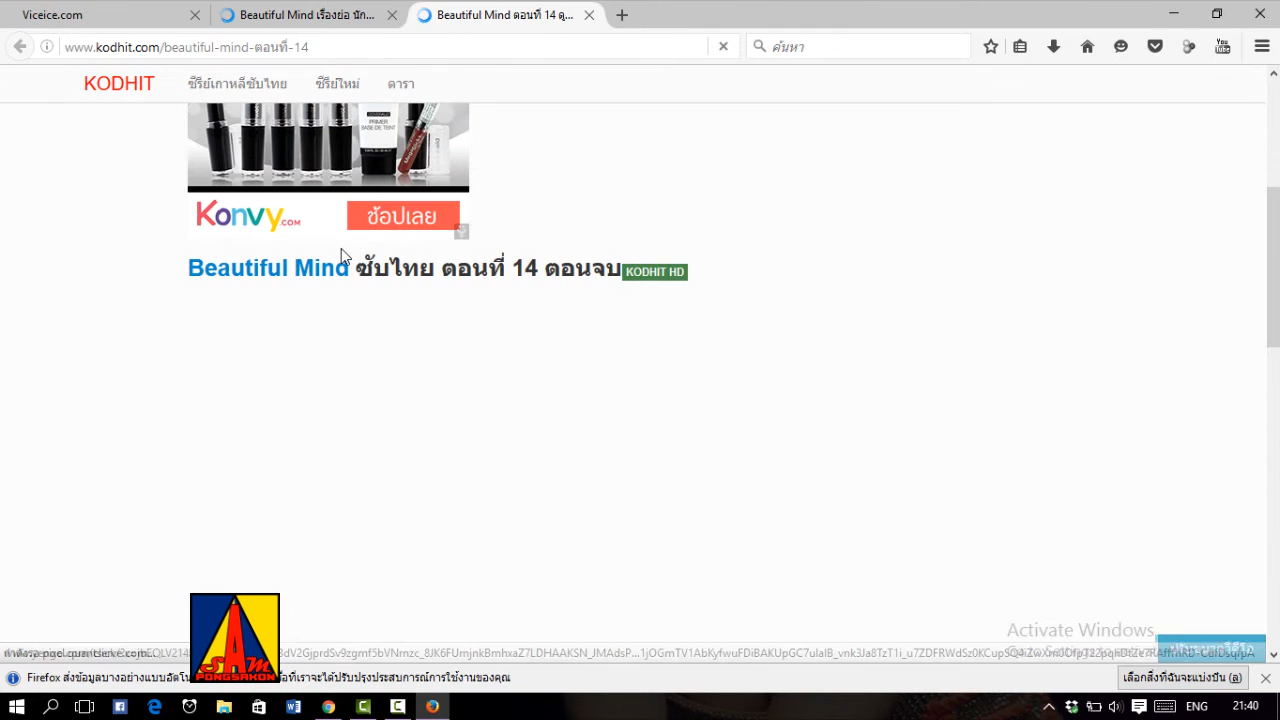 Viceice.com
Beautiful Mind เรื่องย่อ นัก...
Beautiful Mind ตอนที่ 14 ดู...
www.kodhit.com/beautiful-mind-ตอนที่-14
ค้นหา
You
KODHIT
ซีรีย์เกาหลีซับไทย
ซีรีย์ใหม่
ดารา
PRIMER
BASE DE TEINT
Konvy.com
ช้อปเลย
Beautiful Mind ซับไทย ตอนที่ 14 ตอนจบ KODHIT HD
SAM
PONGSAKON
Activate Windows
Firefox ส่งข้อมูลบางอย่างแบบอัตโน
ื่อที่เราจะได้ปรับปรุงประสบการณ์การใช้งานของคุณ
เลือกสิ่งที่ฉันจะแบ่งปัน (ล)
ENG
21:40